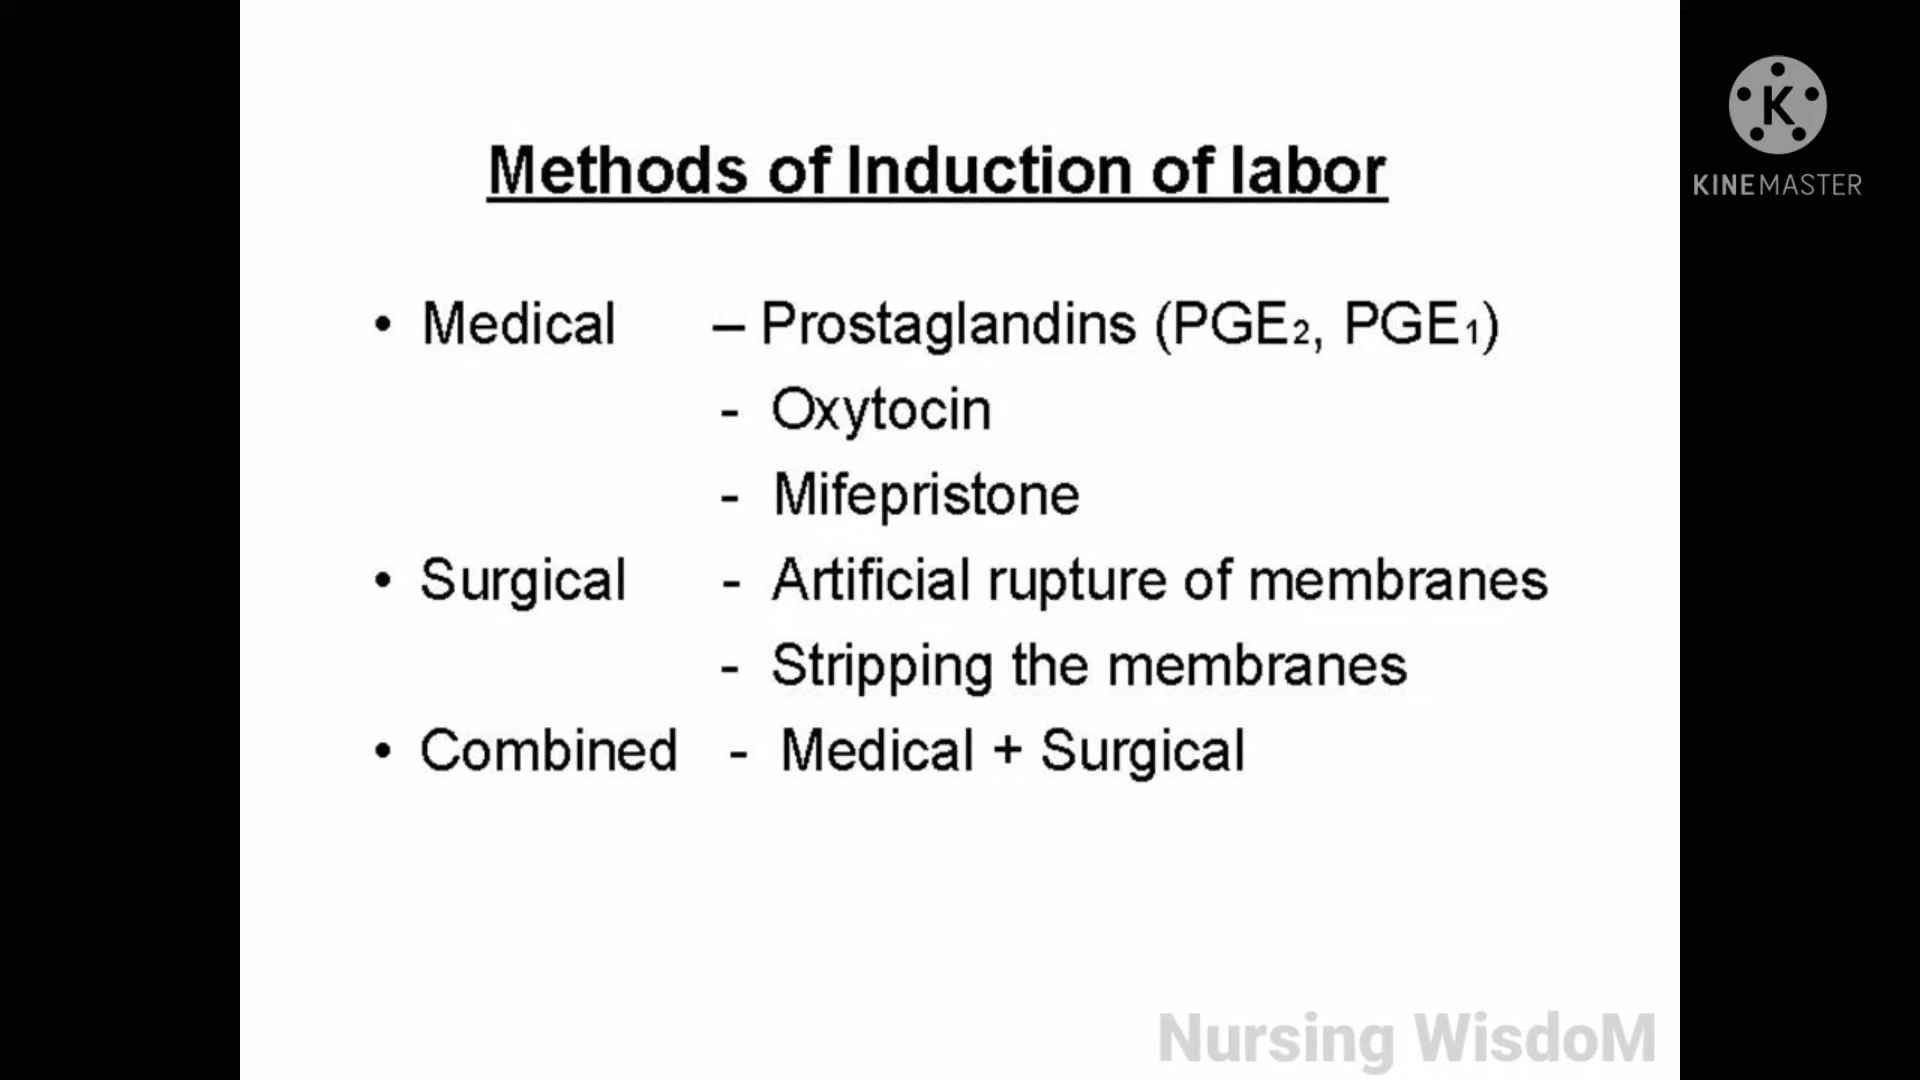 Methods of Induction of labor
• Medical – Prostaglandins (PGE₂, PGE₁)
- Oxytocin
- Mifepristone
• Surgical - Artificial rupture of membranes
- Stripping the membranes
• Combined - Medical + Surgical
K
KINEMASTER
Nursing WisdoM